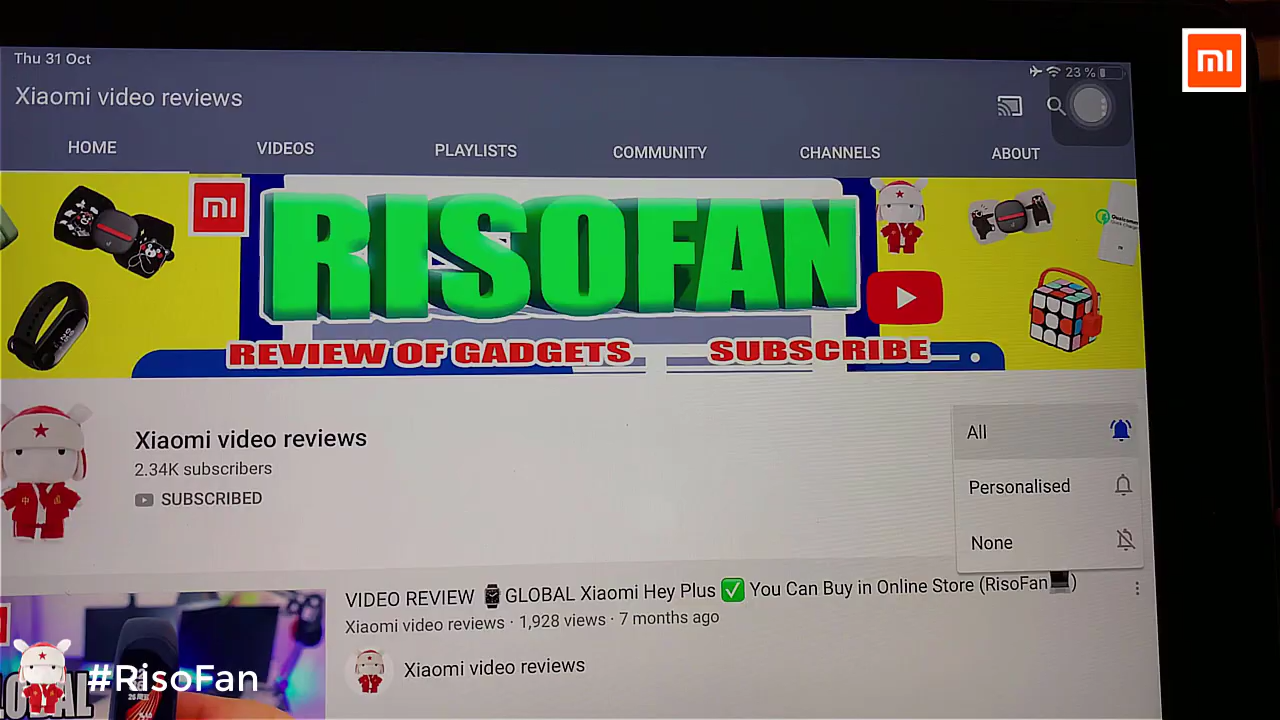 Thu 31 Oct
23 %
mi
Xiaomi video reviews
HOME
VIDEOS
PLAYLISTS
COMMUNITY
CHANNELS
ABOUT
mi
RISOFAN
REVIEW OF GADGETS
SUBSCRIBE
Xiaomi video reviews
2.34K subscribers
SUBSCRIBED
All
Personalised
None
VIDEO REVIEW ⌚ GLOBAL Xiaomi Hey Plus ✅ You Can Buy in Online Store (RisoFan💻)
Xiaomi video reviews · 1,928 views · 7 months ago
Xiaomi video reviews
#RisoFan